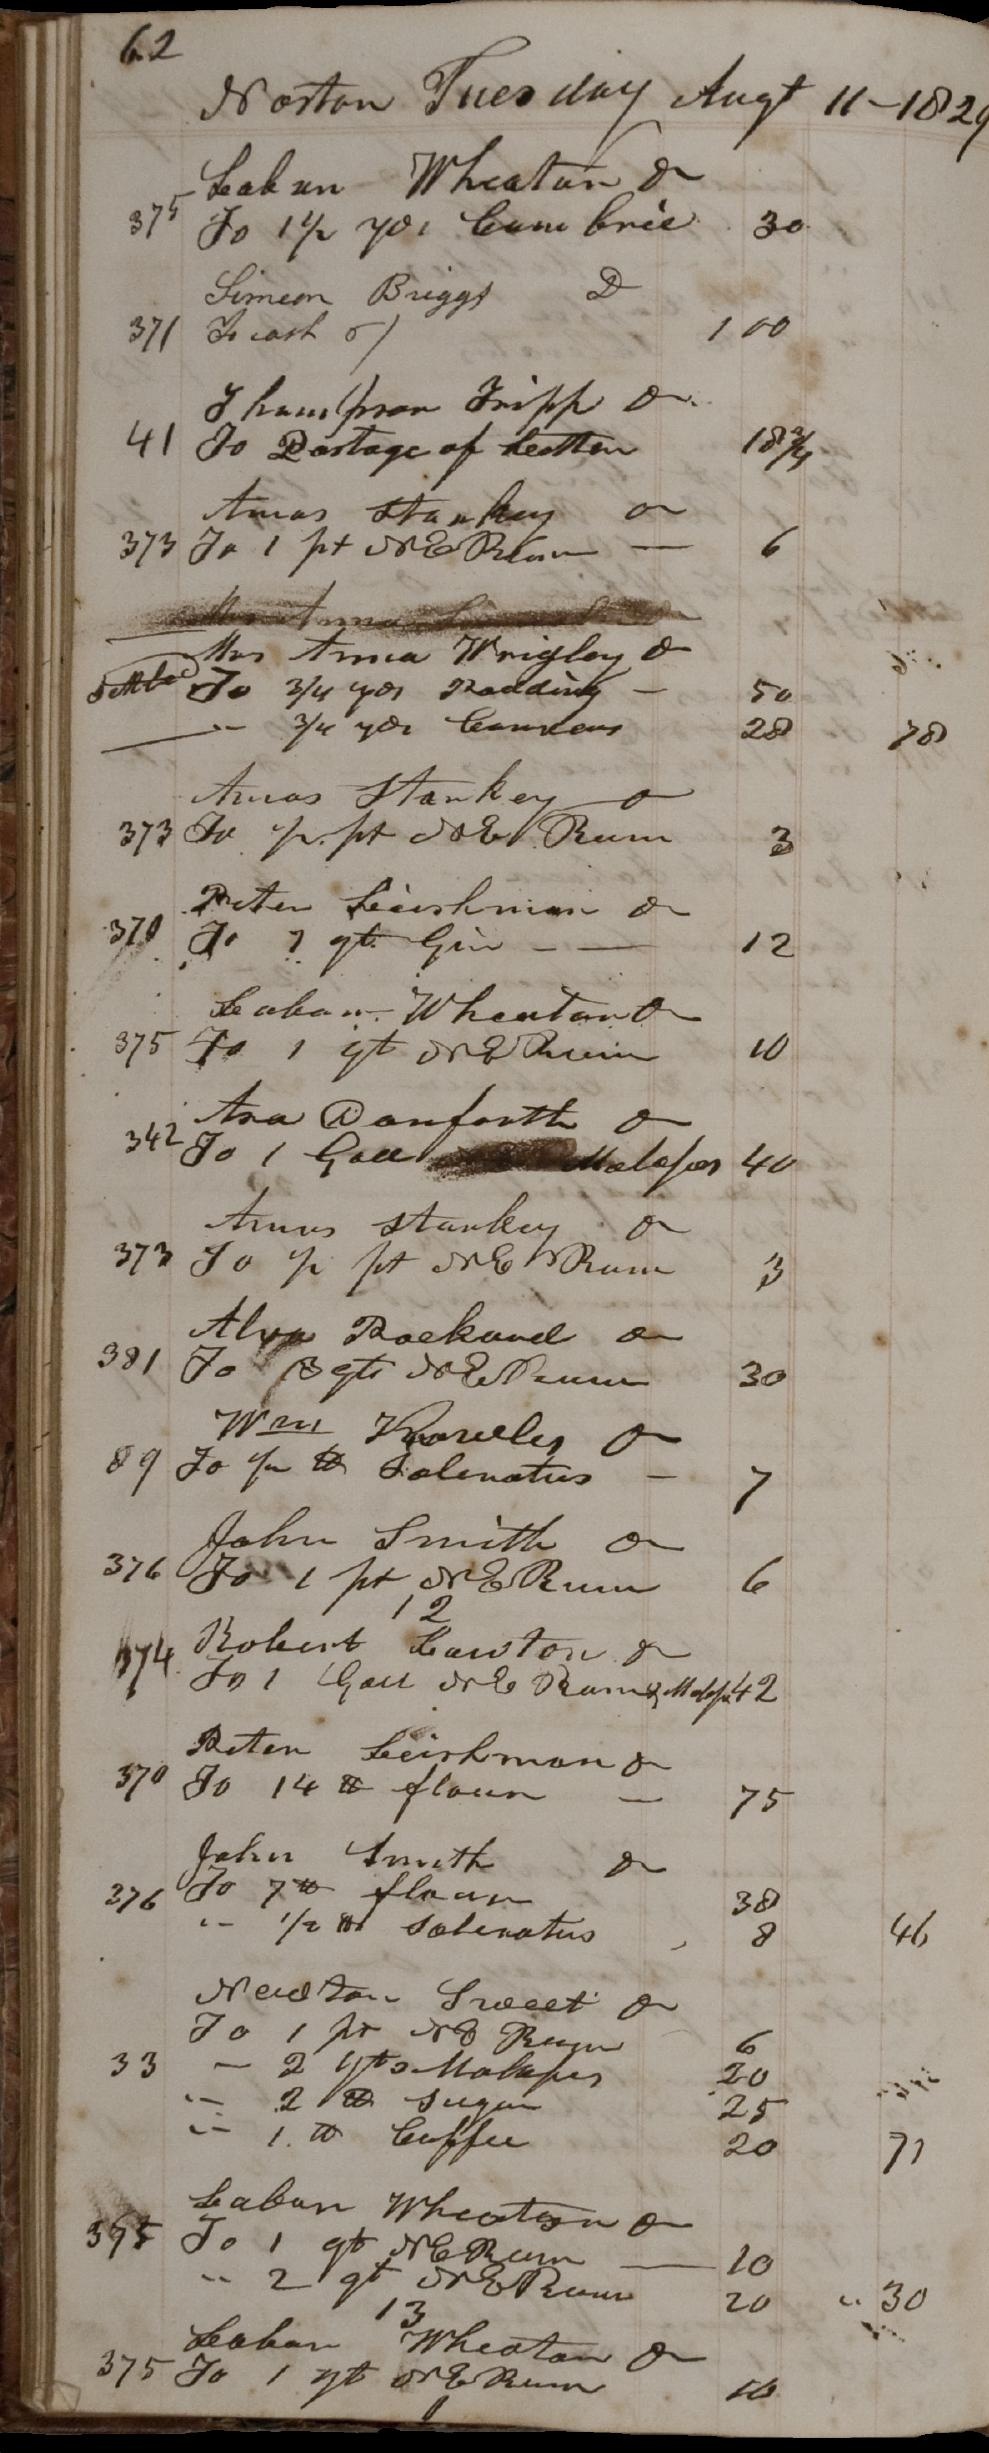 62
Norton Tuesday Augt 11-1829
Laban Wheaton Dr
375 To 1 1/2 yds Cambric 30
Simeon Briggs D
371 To cash 1 00
Thompson Tripp Dr
41 To Postage of Letter 18 3/4
Amos Stankey Dr
373 To 1 pt N E Rum — 6
Mrs Anna
Mrs Anna Wrigley Dr
Settled To 3/4 yds Padding — 50
" 3/4 yds Canvas 28 78
Amos Stankey Dr
373 To 1/2 pt N E Rum 3
Peter Leishman Dr
370 To 1 qt Gin — — 12
Laban Wheaton Dr
375 To 1 qt N E Rum 10
Asa Danforth Dr
342 To 1 Gall Molasses 40
Amos Stankey Dr
373 To 1/2 pt N E Rum 3
Alva Dr
381 To 3 qts N E Rum 30
Wm Knowles Dr
89 To 1/2 lb Saleratus — 7
John Smith Dr
376 To 1 pt N E Rum 6
12
Robert Lawton Dr
374 To 1 Gall N E Rum & Molass 42
Peter Leishman Dr
370 To 14 lb flour — 75
John Smith Dr
376 To 7 lb flour 38
" 1/2 lb Saleratus 8 46
Newton Sweet Dr
To 1 pt N E Rum 6
33 — 2 qts Molasses 20
" 2 lb Sugar 25
" 1 lb Coffee 20 71
Laban Wheaton Dr
375 To 1 qt N E Rum — 10
" 2 qt N E Rum 20 " 30
13
Laban Wheaton Dr
375 To 1 qt N E Rum 10